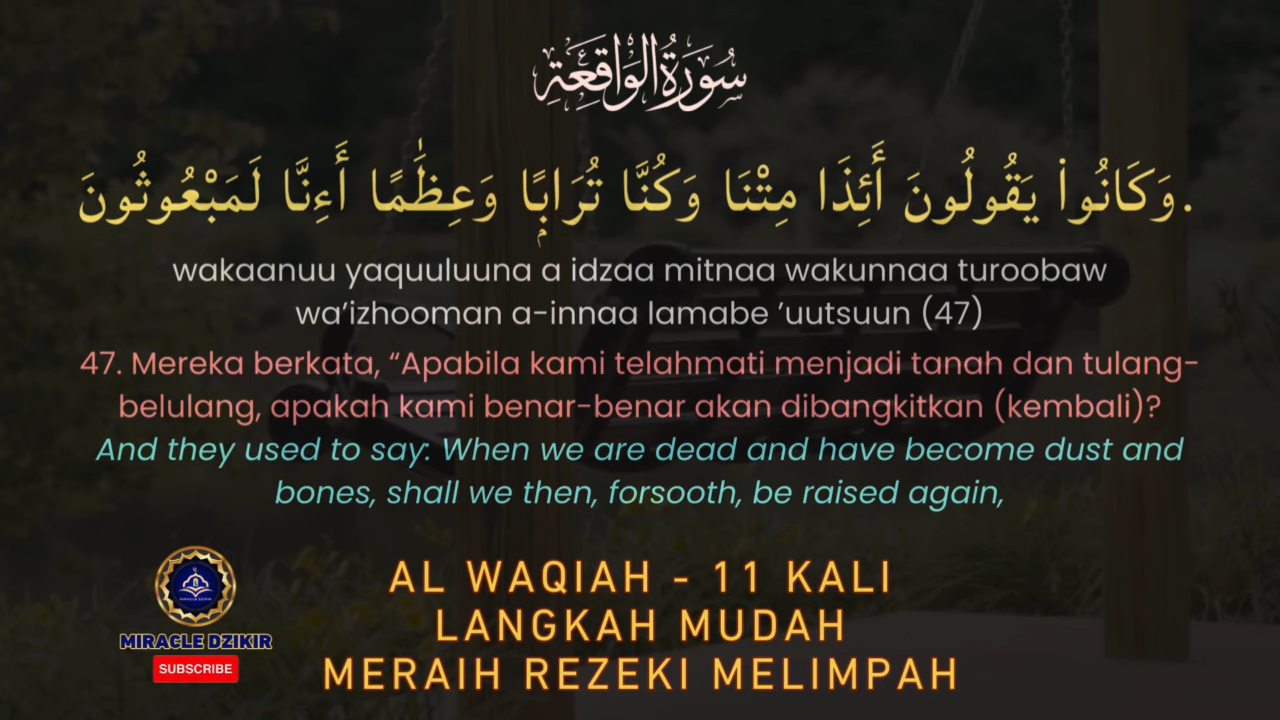 سُورَةُ الوَاقِعَةِ
وَكَانُوا۟ يَقُولُونَ أَئِذَا مِتْنَا وَكُنَّا تُرَابًۭا وَعِظَٰمًا أَءِنَّا لَمَبْعُوثُونَ.
wakaanuu yaquuluuna a idzaa mitnaa wakunnaa turoobaw
wa’izhooman a-innaa lamabe ’uutsuun (47)
47. Mereka berkata, “Apabila kami telahmati menjadi tanah dan tulang-
belulang, apakah kami benar-benar akan dibangkitkan (kembali)?
And they used to say: When we are dead and have become dust and
bones, shall we then, forsooth, be raised again,
AL WAQIAH - 11 KALI
LANGKAH MUDAH
MERAIH REZEKI MELIMPAH
MIRACLE DZIKIR
MIRACLE DZIKIR
SUBSCRIBE